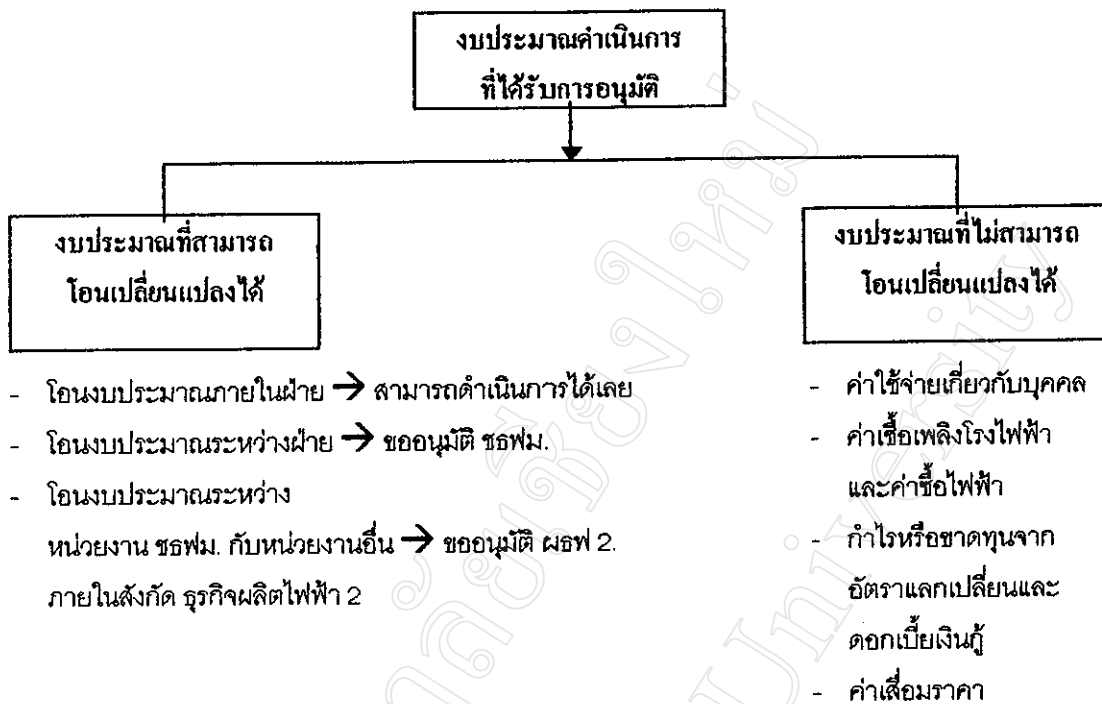 งบประมาณดำเนินการ
ที่ได้รับการอนุมัติ
งบประมาณที่สามารถ
โอนเปลี่ยนแปลงได้
- โอนงบประมาณภายในฝ่าย → สามารถดำเนินการได้เลย
- โอนงบประมาณระหว่างฝ่าย → ขออนุมัติ ชธฟม.
- โอนงบประมาณระหว่าง
หน่วยงาน ชธฟม. กับหน่วยงานอื่น → ขออนุมัติ ผธฟ 2.
ภายในสังกัด ธุรกิจผลิตไฟฟ้า 2
งบประมาณที่ไม่สามารถ
โอนเปลี่ยนแปลงได้
- ค่าใช้จ่ายเกี่ยวกับบุคคล
- ค่าเชื้อเพลิงโรงไฟฟ้า
และค่าซื้อไฟฟ้า
- กำไรหรือขาดทุนจาก
อัตราแลกเปลี่ยนและ
ดอกเบี้ยเงินกู้
- ค่าเสื่อมราคา
University